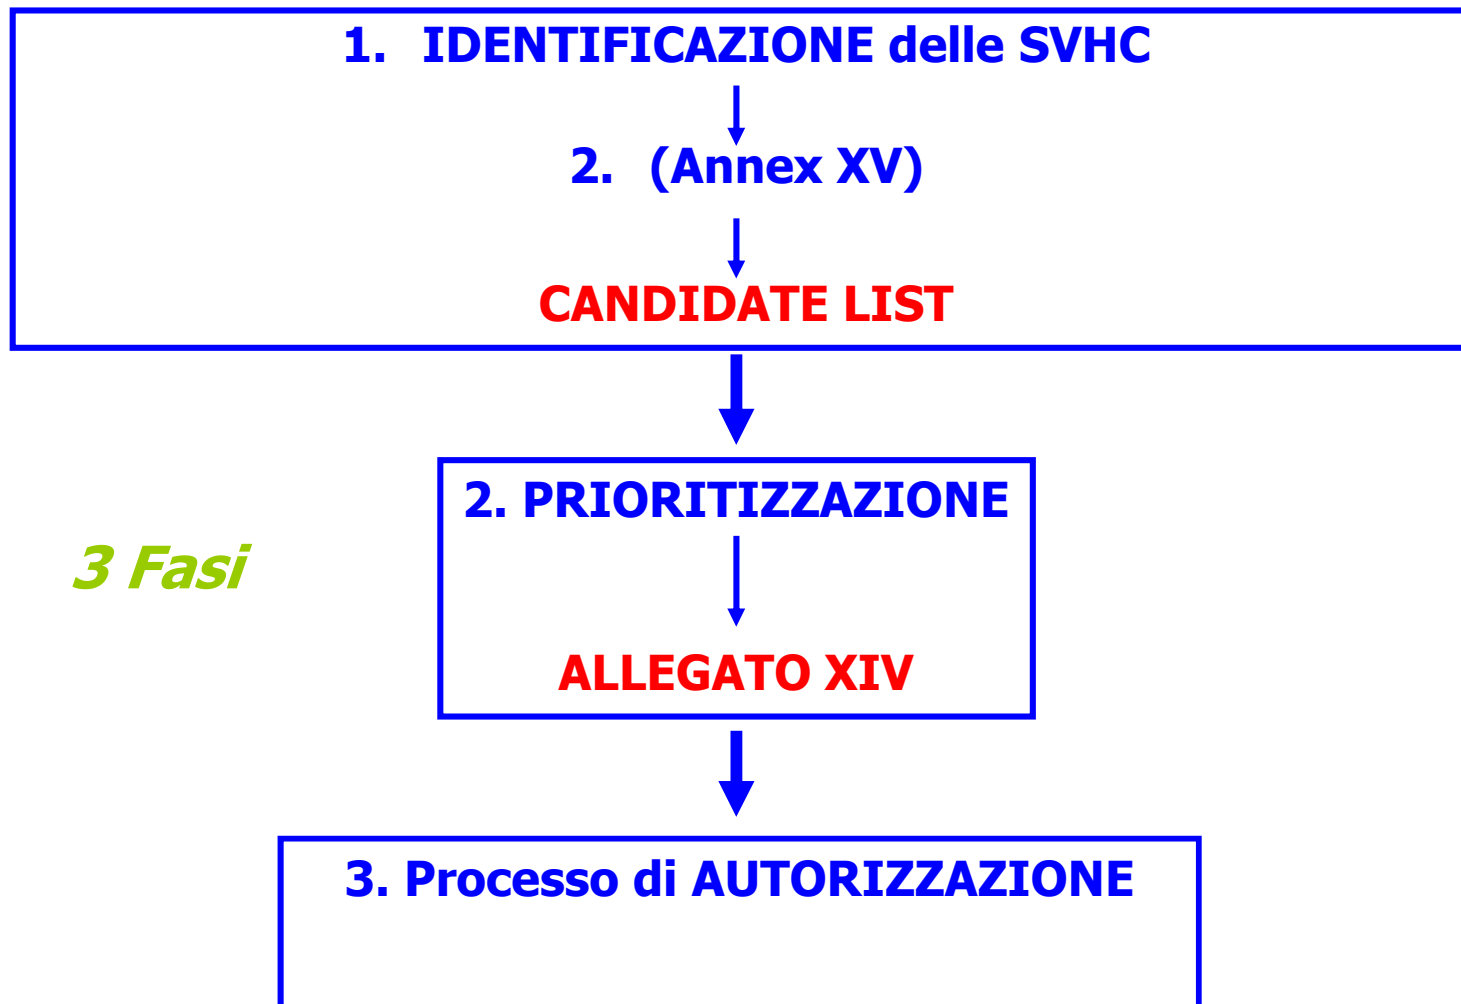 1. IDENTIFICAZIONE delle SVHC
2. (Annex XV)
CANDIDATE LIST
2. PRIORITIZZAZIONE
3 Fasi
ALLEGATO XIV
3. Processo di AUTORIZZAZIONE